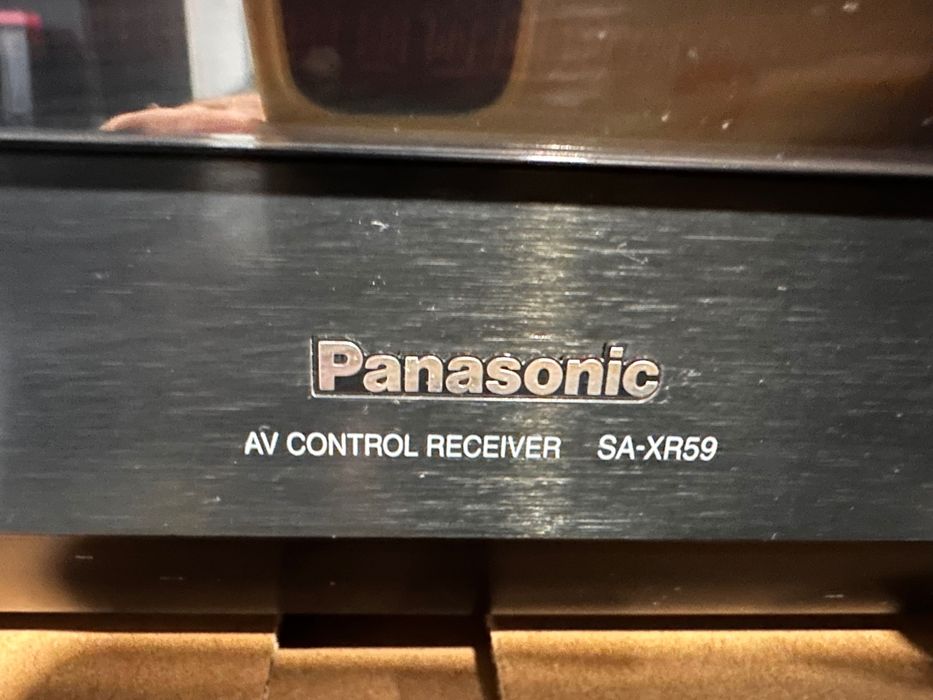 Panasonic
AV CONTROL RECEIVER SA-XR59